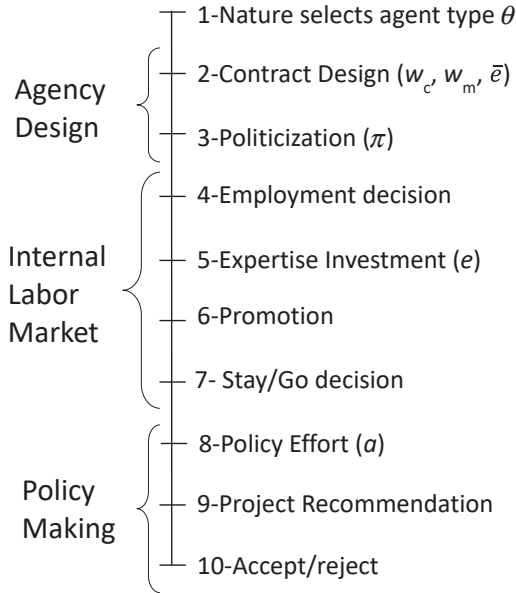 1-Nature selects agent type θ
Agency
Design
2-Contract Design (w_c, w_m, ē)
3-Politicization (π)
Internal
Labor
Market
4-Employment decision
5-Expertise Investment (e)
6-Promotion
7- Stay/Go decision
Policy
Making
8-Policy Effort (a)
9-Project Recommendation
10-Accept/reject